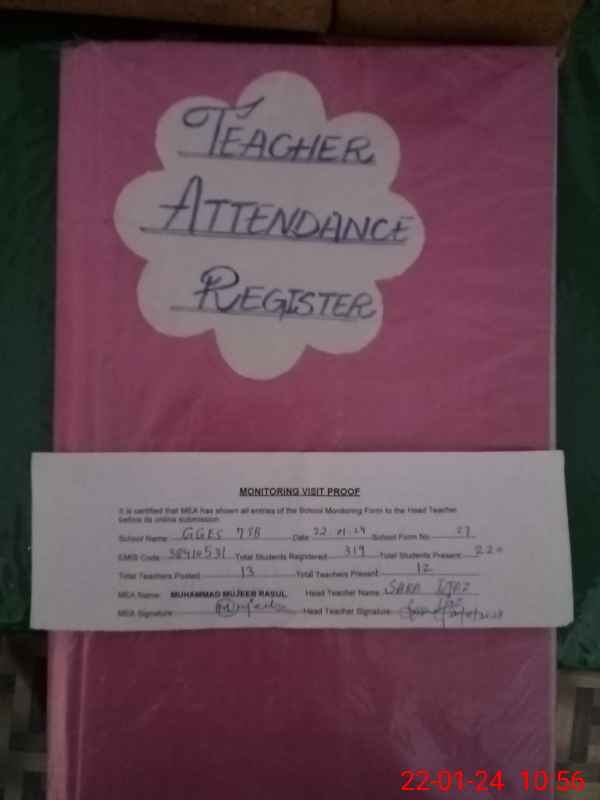 TEACHER
ATTENDANCE
REGISTER
MONITORING VISIT PROOF
It is certified that MEA has shown all entries of the School Monitoring Form to the Head Teacher
before its online submission.
School Name GGES 75B Date 22.01.24 School Form No. 27
EMIS Code 38410531 Total Students Registered 319 Total Students Present 220
Total Teachers Posted 13 Total Teachers Present 12
MEA Name: MUHAMMAD MUJEEB RASUL Head Teacher Name: SARA IJAZ
MEA Signature Head Teacher Signature
22-01-24 10:56